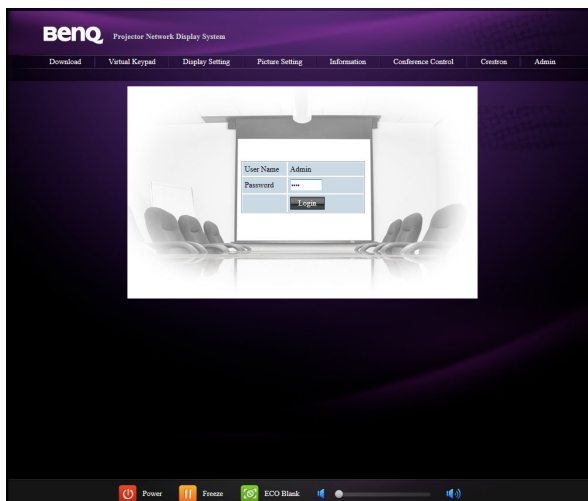 BenQ Projector Network Display System
Download Virtual Keypad Display Setting Picture Setting Information Conference Control Crestron Admin
User Name Admin
Password ••••
Login
Power Freeze ECO Blank